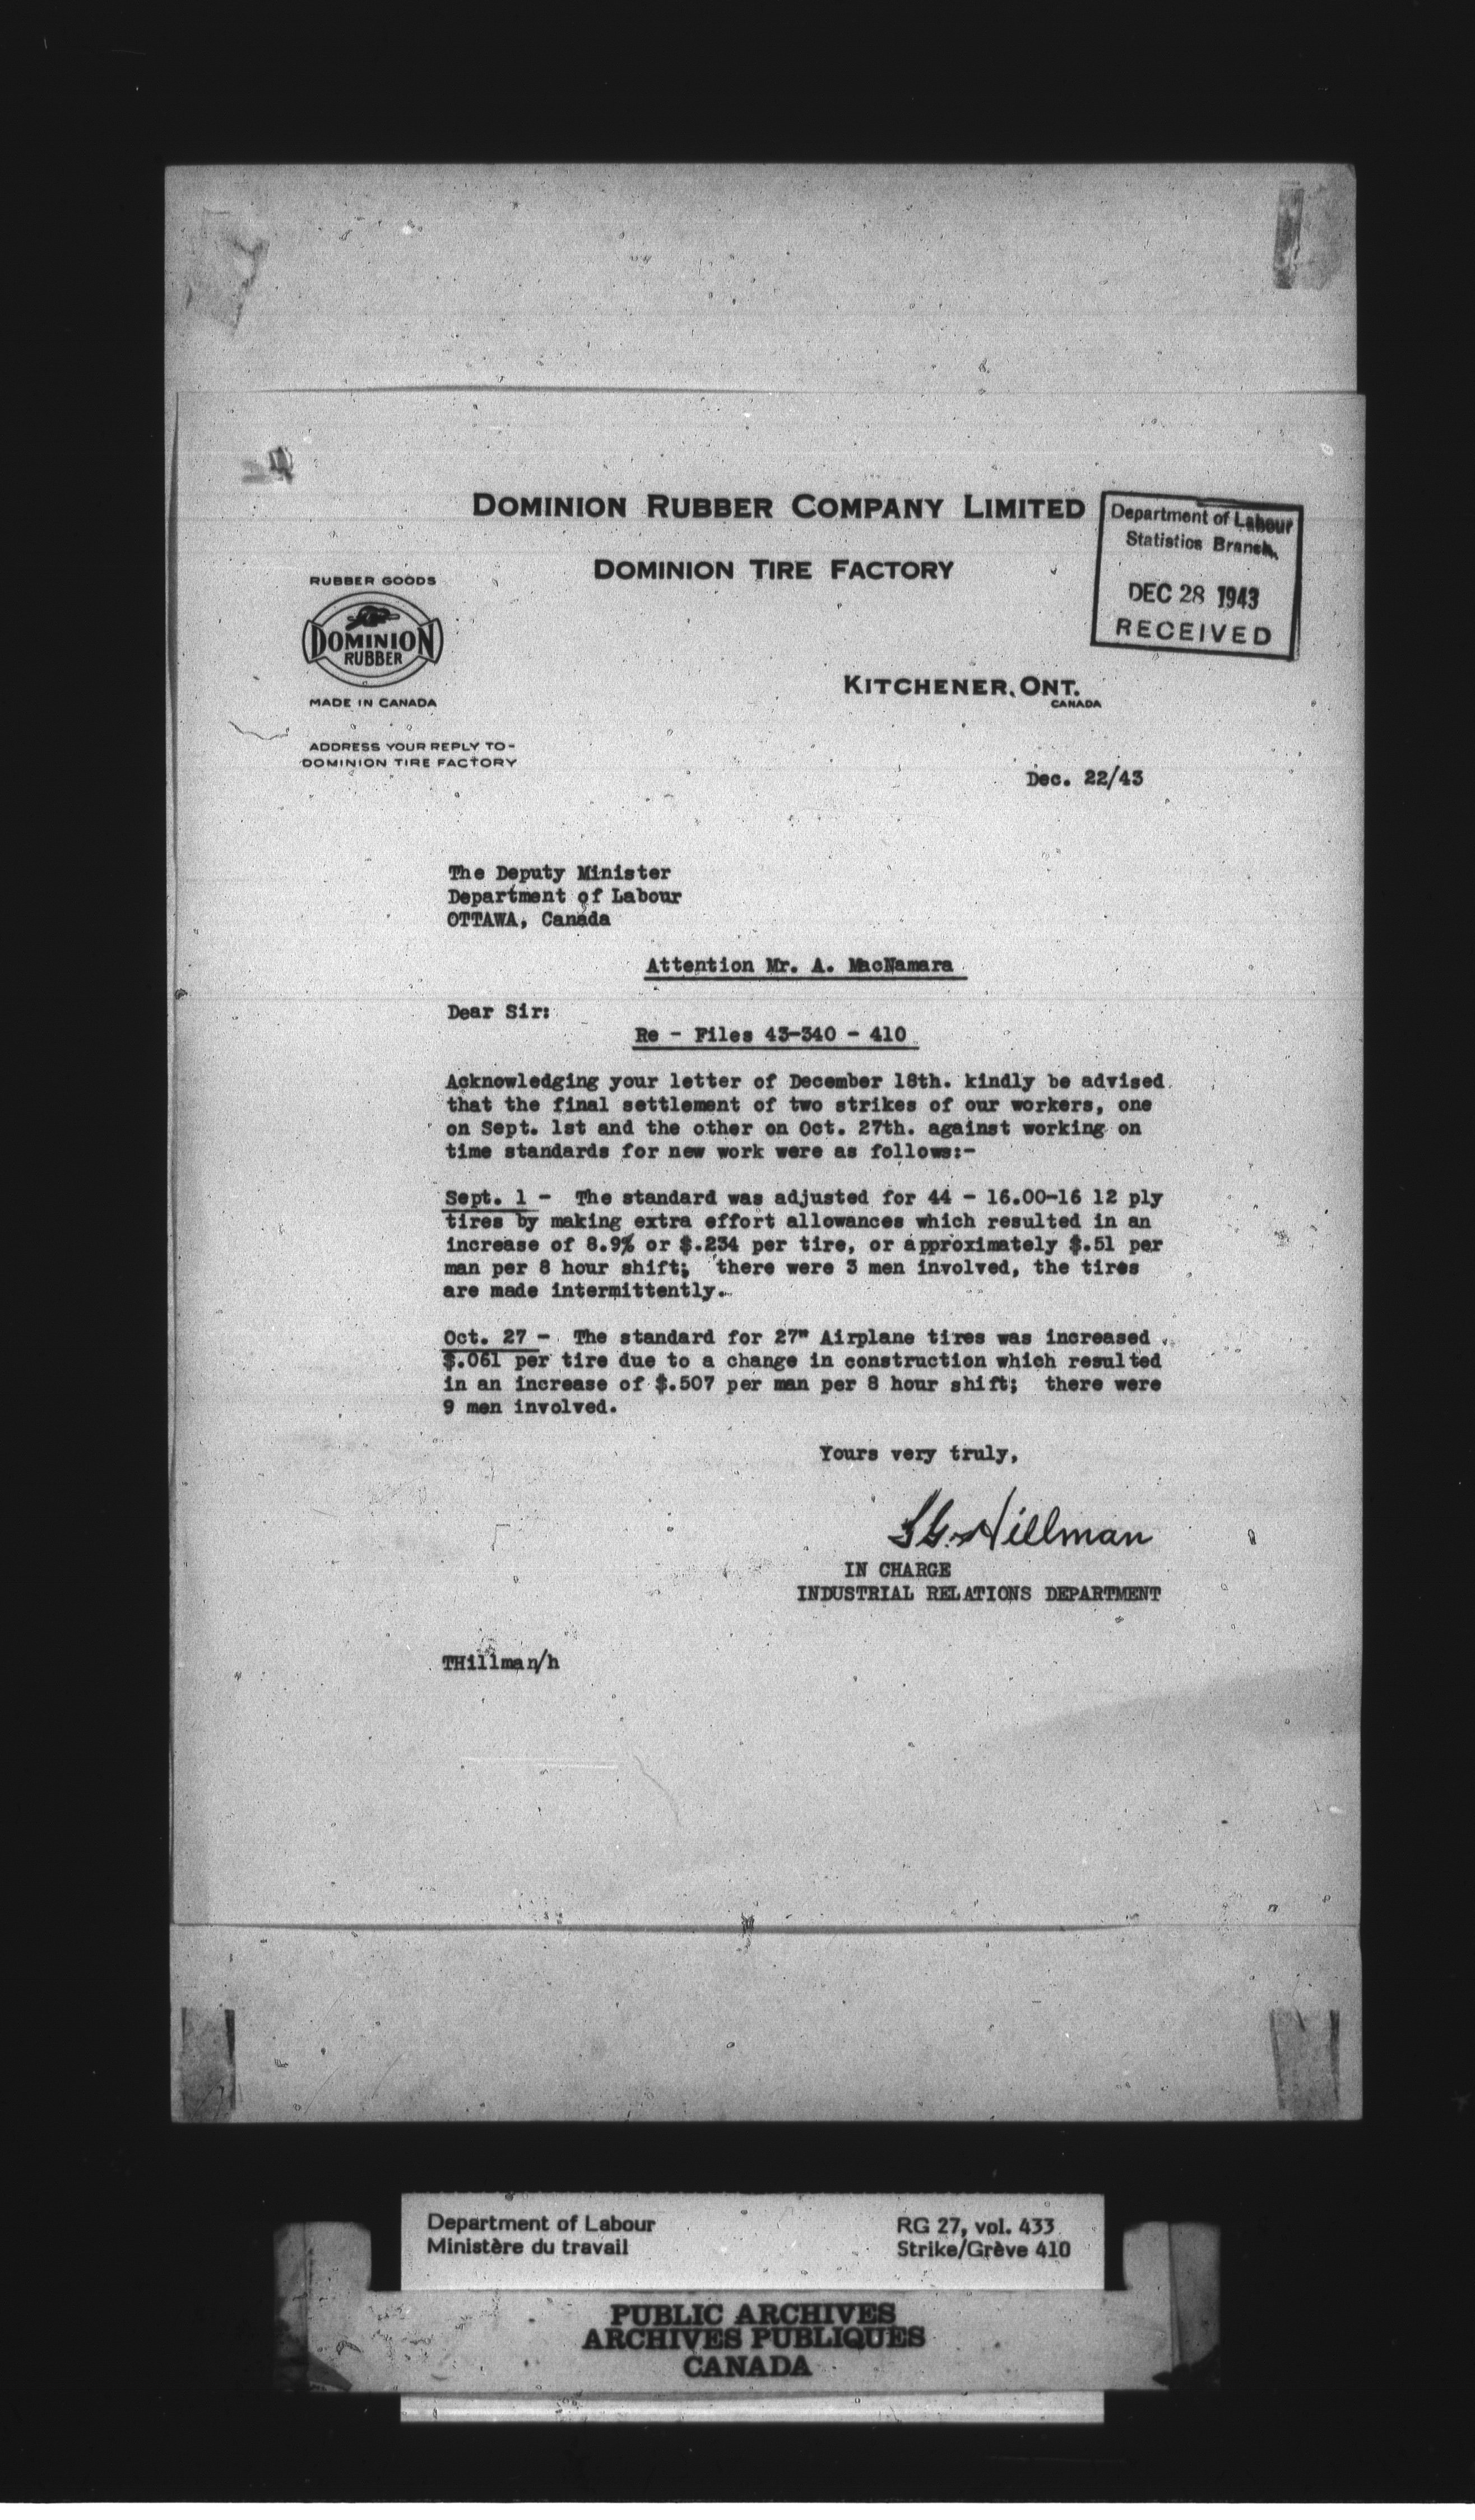 DOMINION RUBBER COMPANY LIMITED
DOMINION TIRE FACTORY
Department of Labour
Statistics Branch
DEC 28 1943
RECEIVED
RUBBER GOODS
DOMINION
RUBBER
MADE IN CANADA
KITCHENER, ONT.
CANADA
ADDRESS YOUR REPLY TO-
DOMINION TIRE FACTORY
Dec. 22/43
The Deputy Minister
Department of Labour
OTTAWA, Canada
Attention Mr. A. MacNamara
Dear Sir:
Re - Files 43-340 - 410
Acknowledging your letter of December 18th. kindly be advised
that the final settlement of two strikes of our workers, one
on Sept. 1st and the other on Oct. 27th. against working on
time standards for new work were as follows:-
Sept. 1 - The standard was adjusted for 44 - 16.00-16 12 ply
tires by making extra effort allowances which resulted in an
increase of 8.9% or $.234 per tire, or approximately $.51 per
man per 8 hour shift; there were 3 men involved, the tires
are made intermittently.
Oct. 27 - The standard for 27" Airplane tires was increased
$.061 per tire due to a change in construction which resulted
in an increase of $.507 per man per 8 hour shift; there were
9 men involved.
Yours very truly,
Hillman
IN CHARGE
INDUSTRIAL RELATIONS DEPARTMENT
THillman/h
Department of Labour
Ministère du travail
RG 27, vol. 433
Strike/Grève 410
PUBLIC ARCHIVES
ARCHIVES PUBLIQUES
CANADA